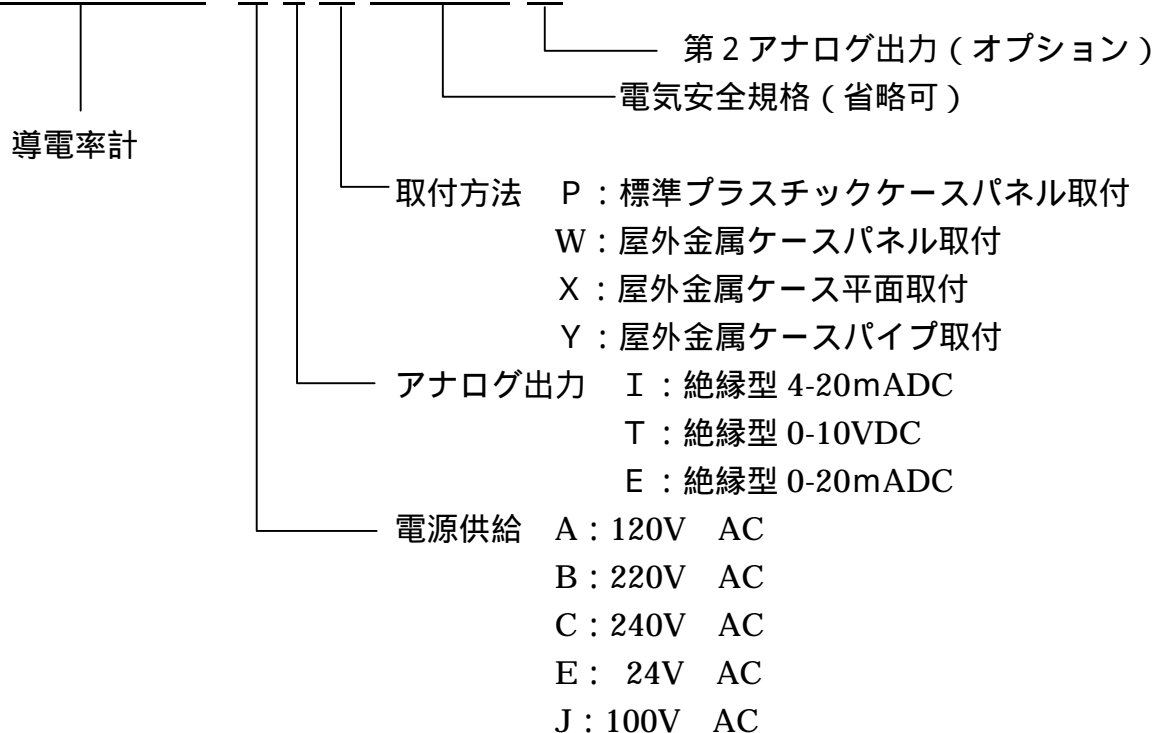 第２アナログ出力（オプション）
電気安全規格（省略可）
導電率計
取付方法　Ｐ：標準プラスチックケースパネル取付
W：屋外金属ケースパネル取付
Ｘ：屋外金属ケース平面取付
Ｙ：屋外金属ケースパイプ取付
アナログ出力　Ｉ：絶縁型 4-20ｍADC
Ｔ：絶縁型 0-10VDC
Ｅ：絶縁型 0-20ｍADC
電源供給　A：120V　AC
B：220V　AC
C：240V　AC
E：　24V　AC
J：100V　AC